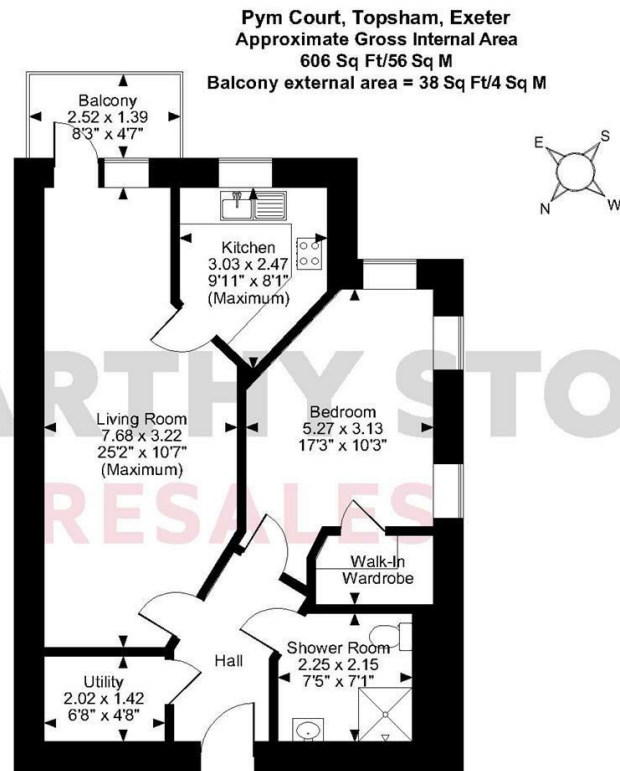 Pym Court, Topsham, Exeter
Approximate Gross Internal Area
606 Sq Ft/56 Sq M
Balcony external area = 38 Sq Ft/4 Sq M
Balcony
2.52 x 1.39
8'3" x 4'7"
E
S
N
W
Kitchen
3.03 x 2.47
9'11" x 8'1"
(Maximum)
ARTHY STO
Living Room
7.68 x 3.22
25'2" x 10'7"
(Maximum)
Bedroom
5.27 x 3.13
17'3" x 10'3"
RESALES
Walk-In
Wardrobe
Hall
Shower Room
2.25 x 2.15
7'5" x 7'1"
Utility
2.02 x 1.42
6'8" x 4'8"